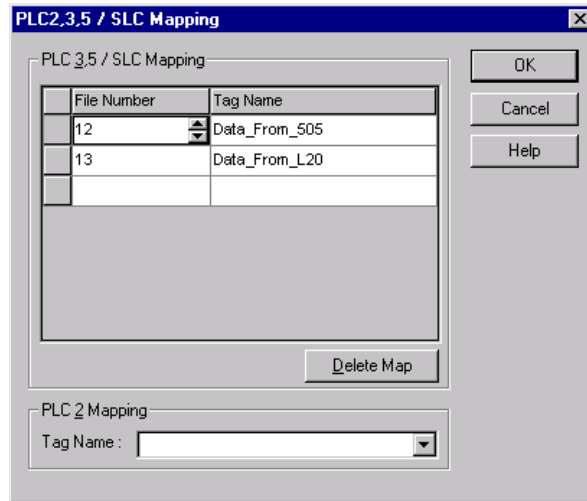 PLC2,3,5 / SLC Mapping
PLC 3,5 / SLC Mapping
File Number Tag Name
12 Data_From_505
13 Data_From_L20
Delete Map
OK
Cancel
Help
PLC 2 Mapping
Tag Name :